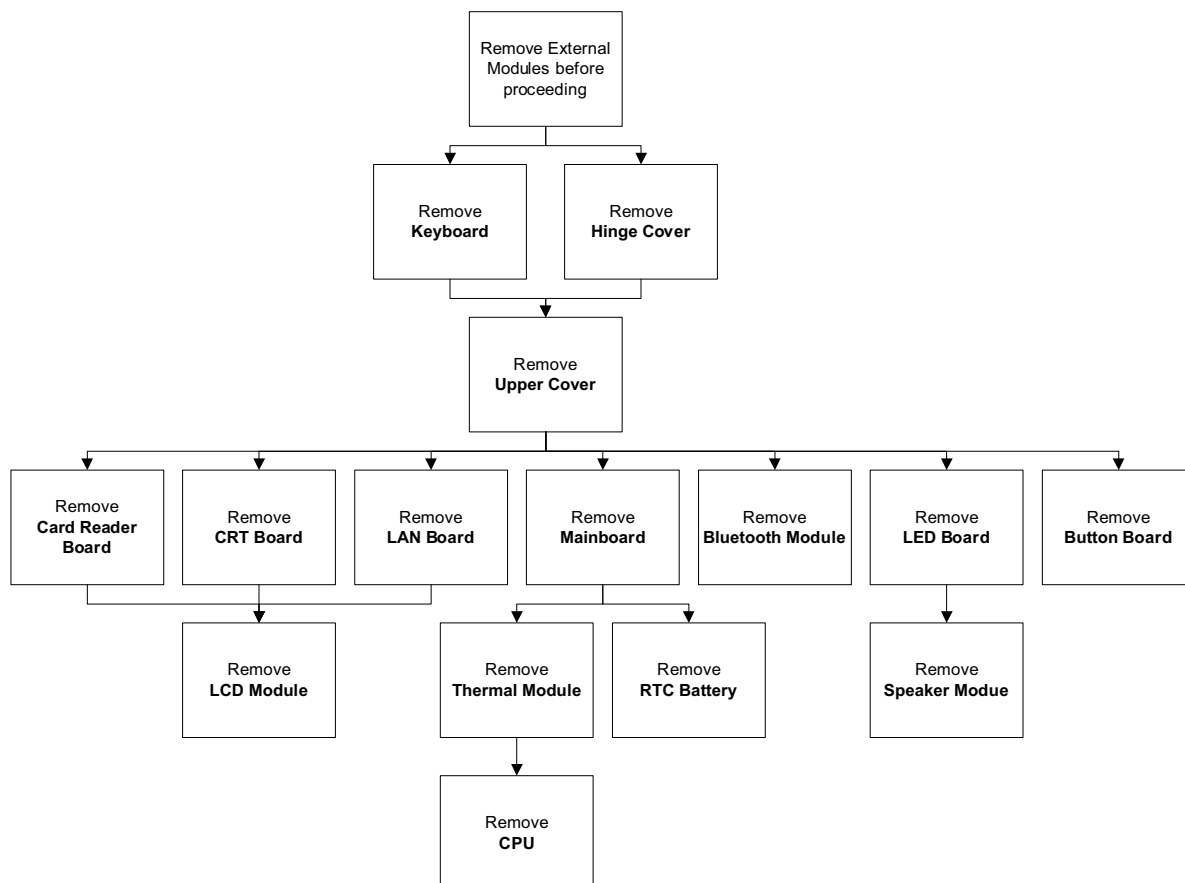 Remove External
Modules before
proceeding
Remove
Keyboard
Remove
Hinge Cover
Remove
Upper Cover
Remove
Card Reader
Board
Remove
CRT Board
Remove
LAN Board
Remove
Mainboard
Remove
Bluetooth Module
Remove
LED Board
Remove
Button Board
Remove
LCD Module
Remove
Thermal Module
Remove
RTC Battery
Remove
Speaker Modue
Remove
CPU